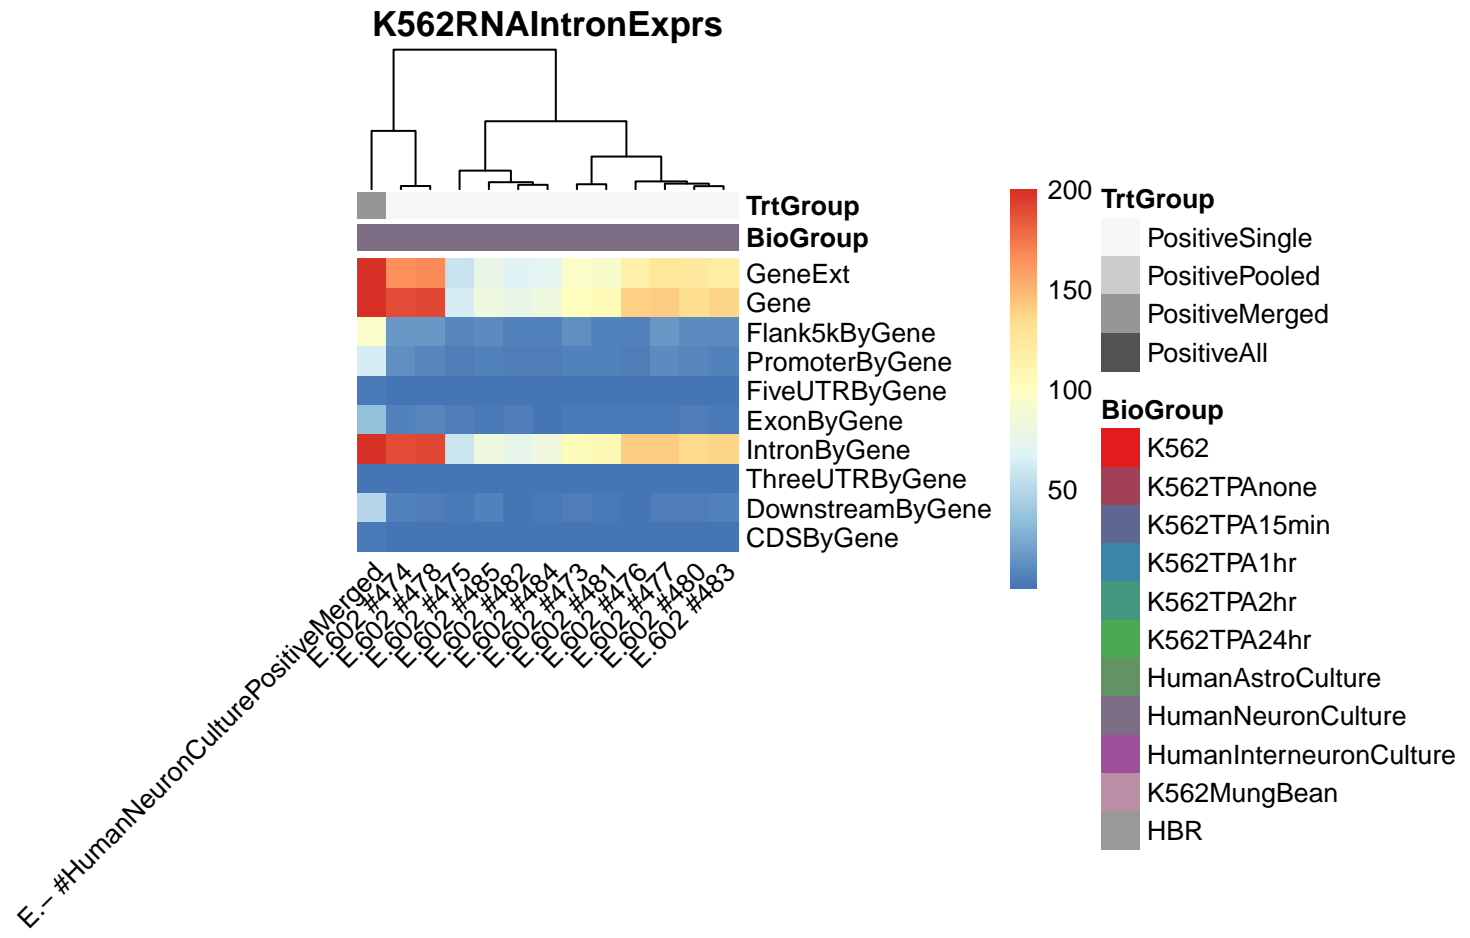 K562RNAIntronExprs
TrtGroup
BioGroup
GeneExt
Gene
Flank5kByGene
PromoterByGene
FiveUTRByGene
ExonByGene
IntronByGene
ThreeUTRByGene
DownstreamByGene
CDSByGene
E.– #HumanNeuronCulturePositiveMerged
E.602 #474
E.602 #478
E.602 #475
E.602 #485
E.602 #482
E.602 #484
E.602 #473
E.602 #481
E.602 #476
E.602 #477
E.602 #480
E.602 #483
200
150
100
50
TrtGroup
PositiveSingle
PositivePooled
PositiveMerged
PositiveAll
BioGroup
K562
K562TPAnone
K562TPA15min
K562TPA1hr
K562TPA2hr
K562TPA24hr
HumanAstroCulture
HumanNeuronCulture
HumanInterneuronCulture
K562MungBean
HBR